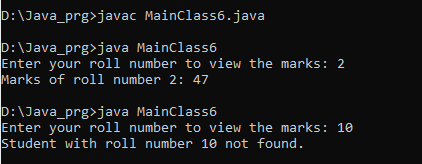 D:\Java_prg>javac MainClass6.java
D:\Java_prg>java MainClass6
Enter your roll number to view the marks: 2
Marks of roll number 2: 47
D:\Java_prg>java MainClass6
Enter your roll number to view the marks: 10
Student with roll number 10 not found.